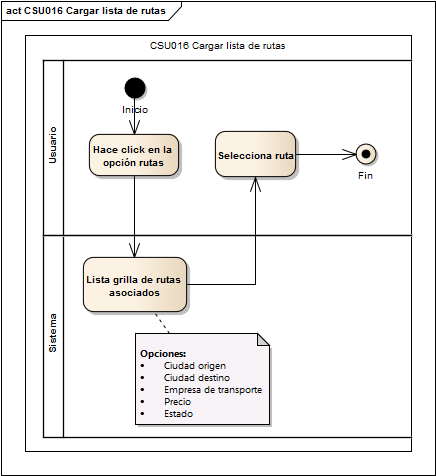 act CSU016 Cargar lista de rutas
CSU016 Cargar lista de rutas
Usuario
Inicio
Hace click en la
opción rutas
Selecciona ruta
Fin
Sistema
Lista grilla de rutas
asociados
Opciones:
• Ciudad origen
• Ciudad destino
• Empresa de transporte
• Precio
• Estado